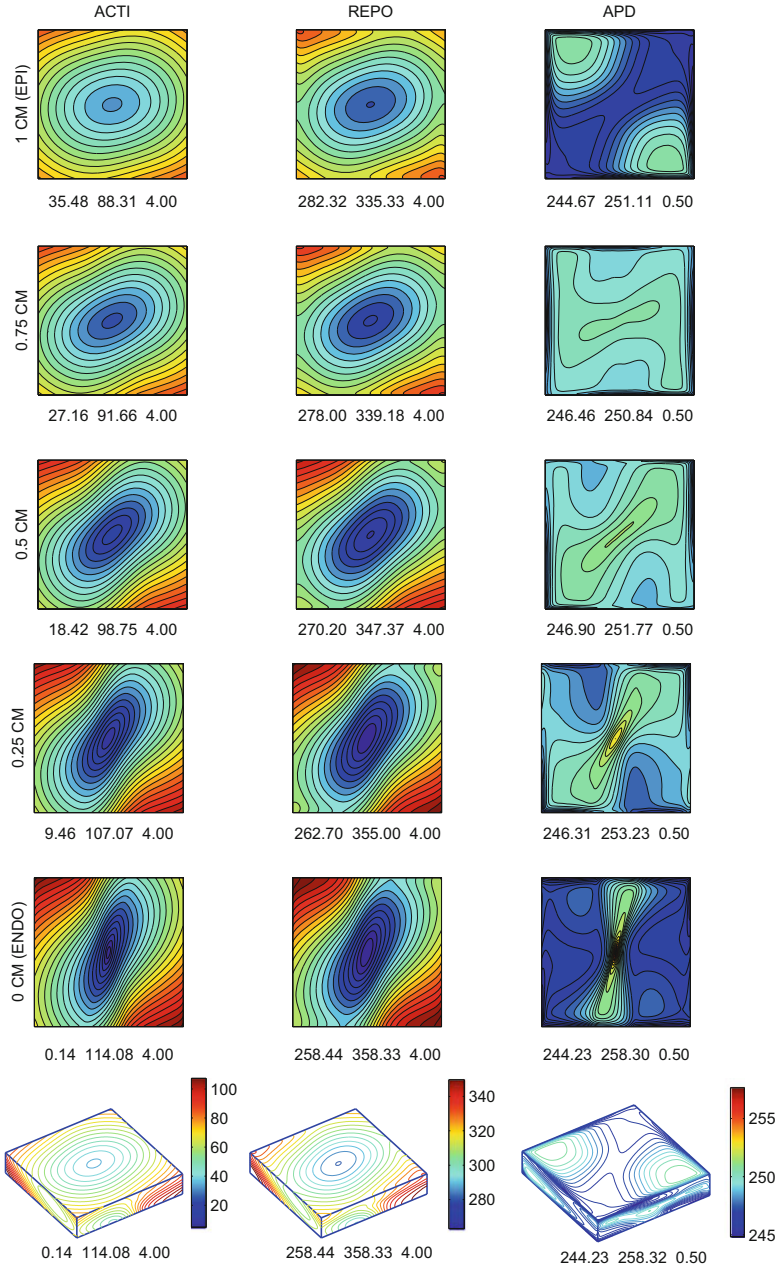 ACTI REPO APD
1 CM (EPI)
35.48 88.31 4.00 282.32 335.33 4.00 244.67 251.11 0.50
0.75 CM
27.16 91.66 4.00 278.00 339.18 4.00 246.46 250.84 0.50
0.5 CM
18.42 98.75 4.00 270.20 347.37 4.00 246.90 251.77 0.50
0.25 CM
9.46 107.07 4.00 262.70 355.00 4.00 246.31 253.23 0.50
0 CM (ENDO)
0.14 114.08 4.00 258.44 358.33 4.00 244.23 258.30 0.50
100
80
60
40
20
340
320
300
280
255
250
245
0.14 114.08 4.00 258.44 358.33 4.00 244.23 258.32 0.50